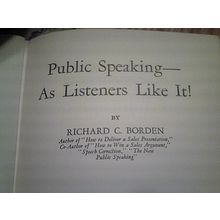 Public Speaking—
As Listeners Like It!
BY
RICHARD C. BORDEN
Author of "How to Deliver a Sales Presentation,"
Co-Author of "How to Win a Sales Argument,"
"Speech Correction," "The New
Public Speaking"